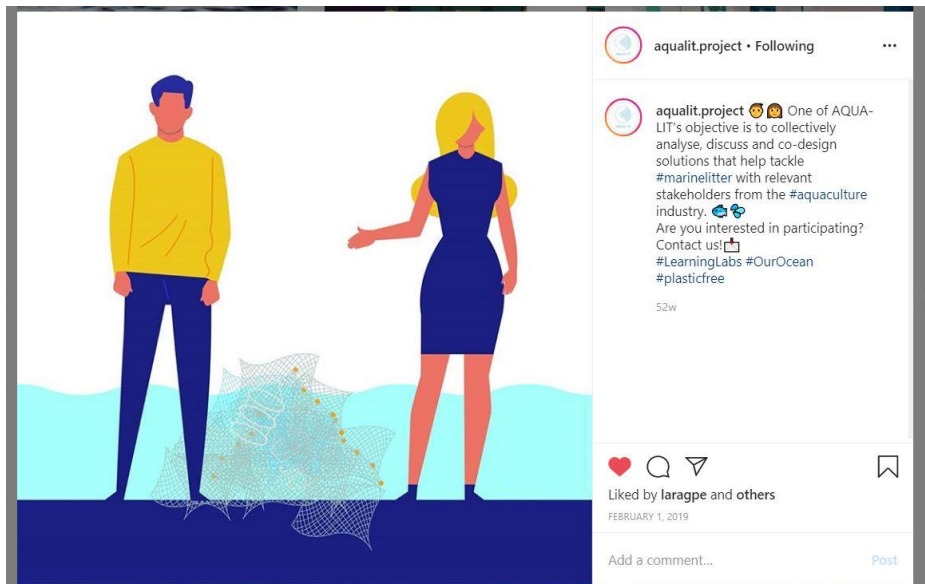 aqualit.project • Following
aqualit.project 👨 👩 One of AQUA-
LIT's objective is to collectively
analyse, discuss and co-design
solutions that help tackle
#marinelitter with relevant
stakeholders from the #aquaculture
industry. 🐟 💦
Are you interested in participating?
Contact us!📩
#LearningLabs #OurOcean
#plasticfree
52w
Liked by laragpe and others
FEBRUARY 1, 2019
Add a comment... Post